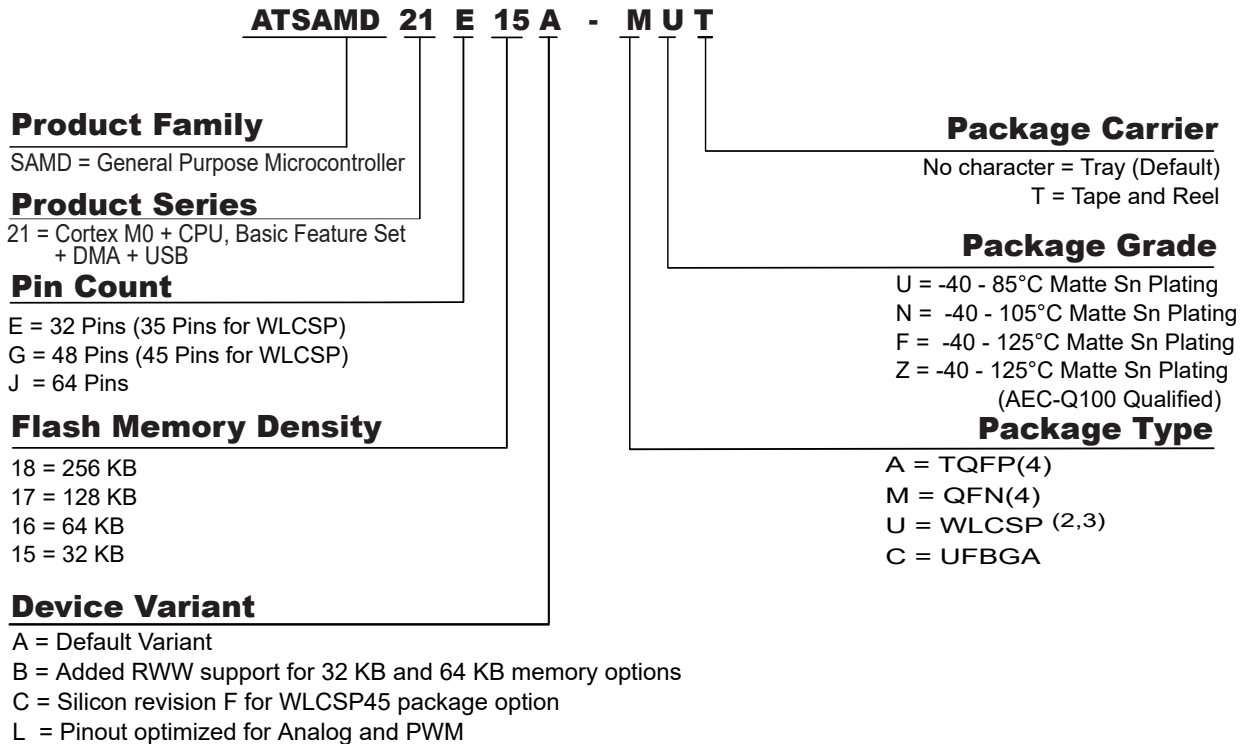 ATSAMD 21 E 15 A - M U T
Product Family
SAMD = General Purpose Microcontroller
Product Series
21 = Cortex M0 + CPU, Basic Feature Set
+ DMA + USB
Pin Count
E = 32 Pins (35 Pins for WLCSP)
G = 48 Pins (45 Pins for WLCSP)
J = 64 Pins
Flash Memory Density
18 = 256 KB
17 = 128 KB
16 = 64 KB
15 = 32 KB
Device Variant
A = Default Variant
B = Added RWW support for 32 KB and 64 KB memory options
C = Silicon revision F for WLCSP45 package option
L = Pinout optimized for Analog and PWM
Package Carrier
No character = Tray (Default)
T = Tape and Reel
Package Grade
U = -40 - 85°C Matte Sn Plating
N = -40 - 105°C Matte Sn Plating
F = -40 - 125°C Matte Sn Plating
Z = -40 - 125°C Matte Sn Plating
(AEC-Q100 Qualified)
Package Type
A = TQFP(4)
M = QFN(4)
U = WLCSP (2,3)
C = UFBGA